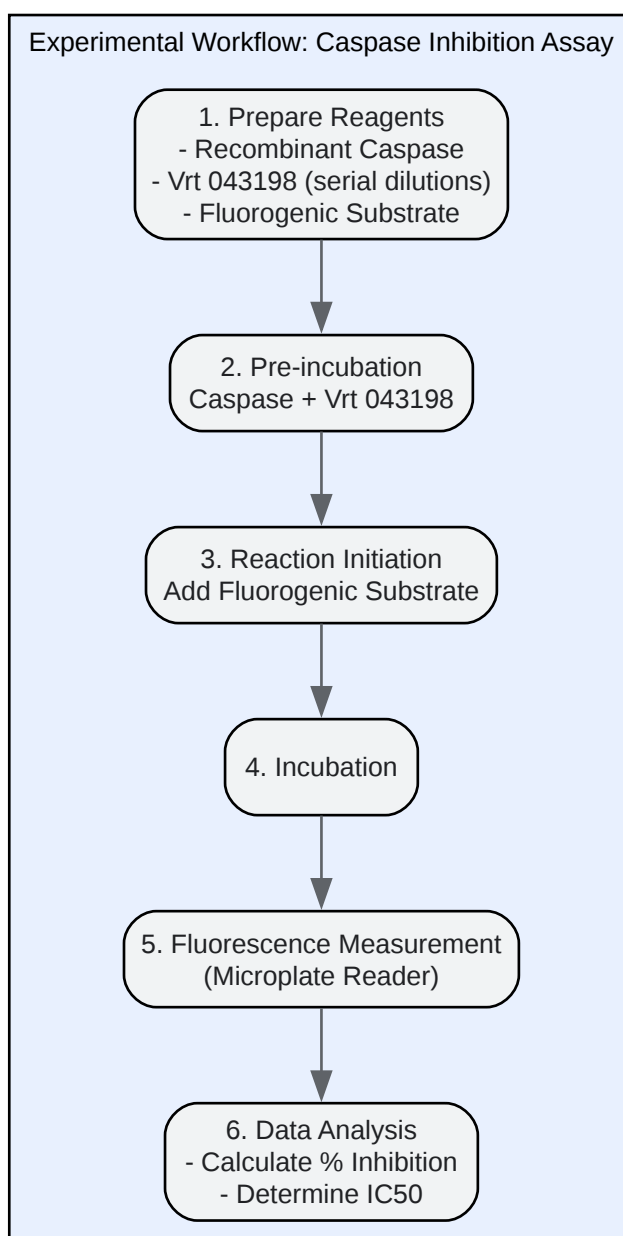 Experimental Workflow: Caspase Inhibition Assay
1. Prepare Reagents
- Recombinant Caspase
- Vrt 043198 (serial dilutions)
- Fluorogenic Substrate
2. Pre-incubation
Caspase + Vrt 043198
3. Reaction Initiation
Add Fluorogenic Substrate
4. Incubation
5. Fluorescence Measurement
(Microplate Reader)
6. Data Analysis
- Calculate % Inhibition
- Determine IC50